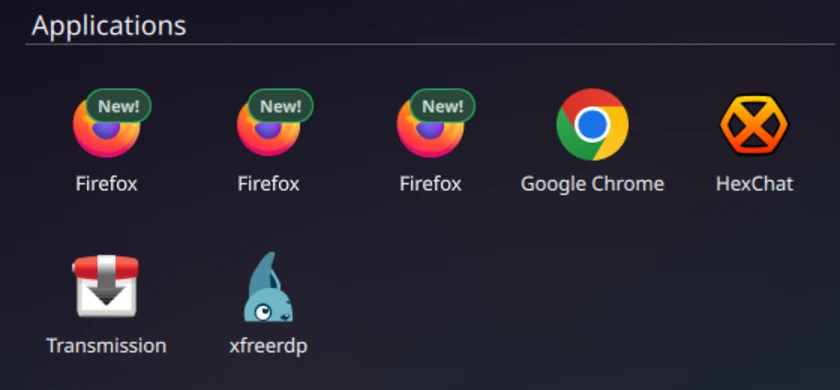 Applications
New! New! New!
Firefox Firefox Firefox Google Chrome HexChat
Transmission xfreerdp